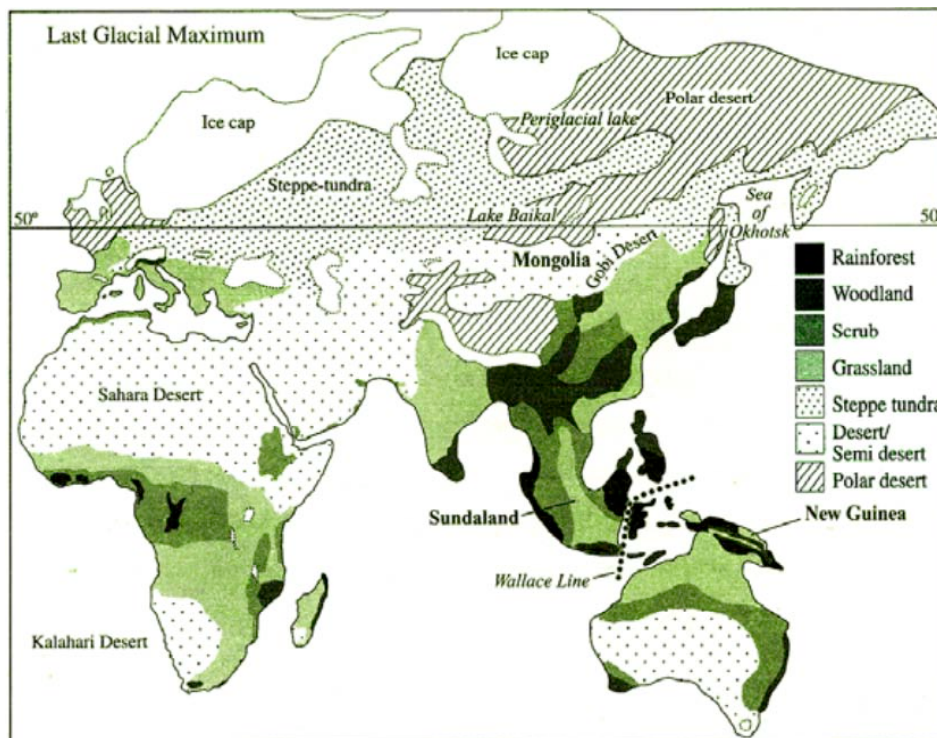 Last Glacial Maximum
Ice cap
Ice cap
Polar desert
Periglacial lake
Steppe-tundra
50°
Lake Baikal
Sea
of
Okhotsk
50
Mongolia
Gobi Desert
Rainforest
Woodland
Scrub
Grassland
Steppe tundra
Desert/
Semi desert
Polar desert
Sahara Desert
Sundaland
New Guinea
Wallace Line
Kalahari Desert